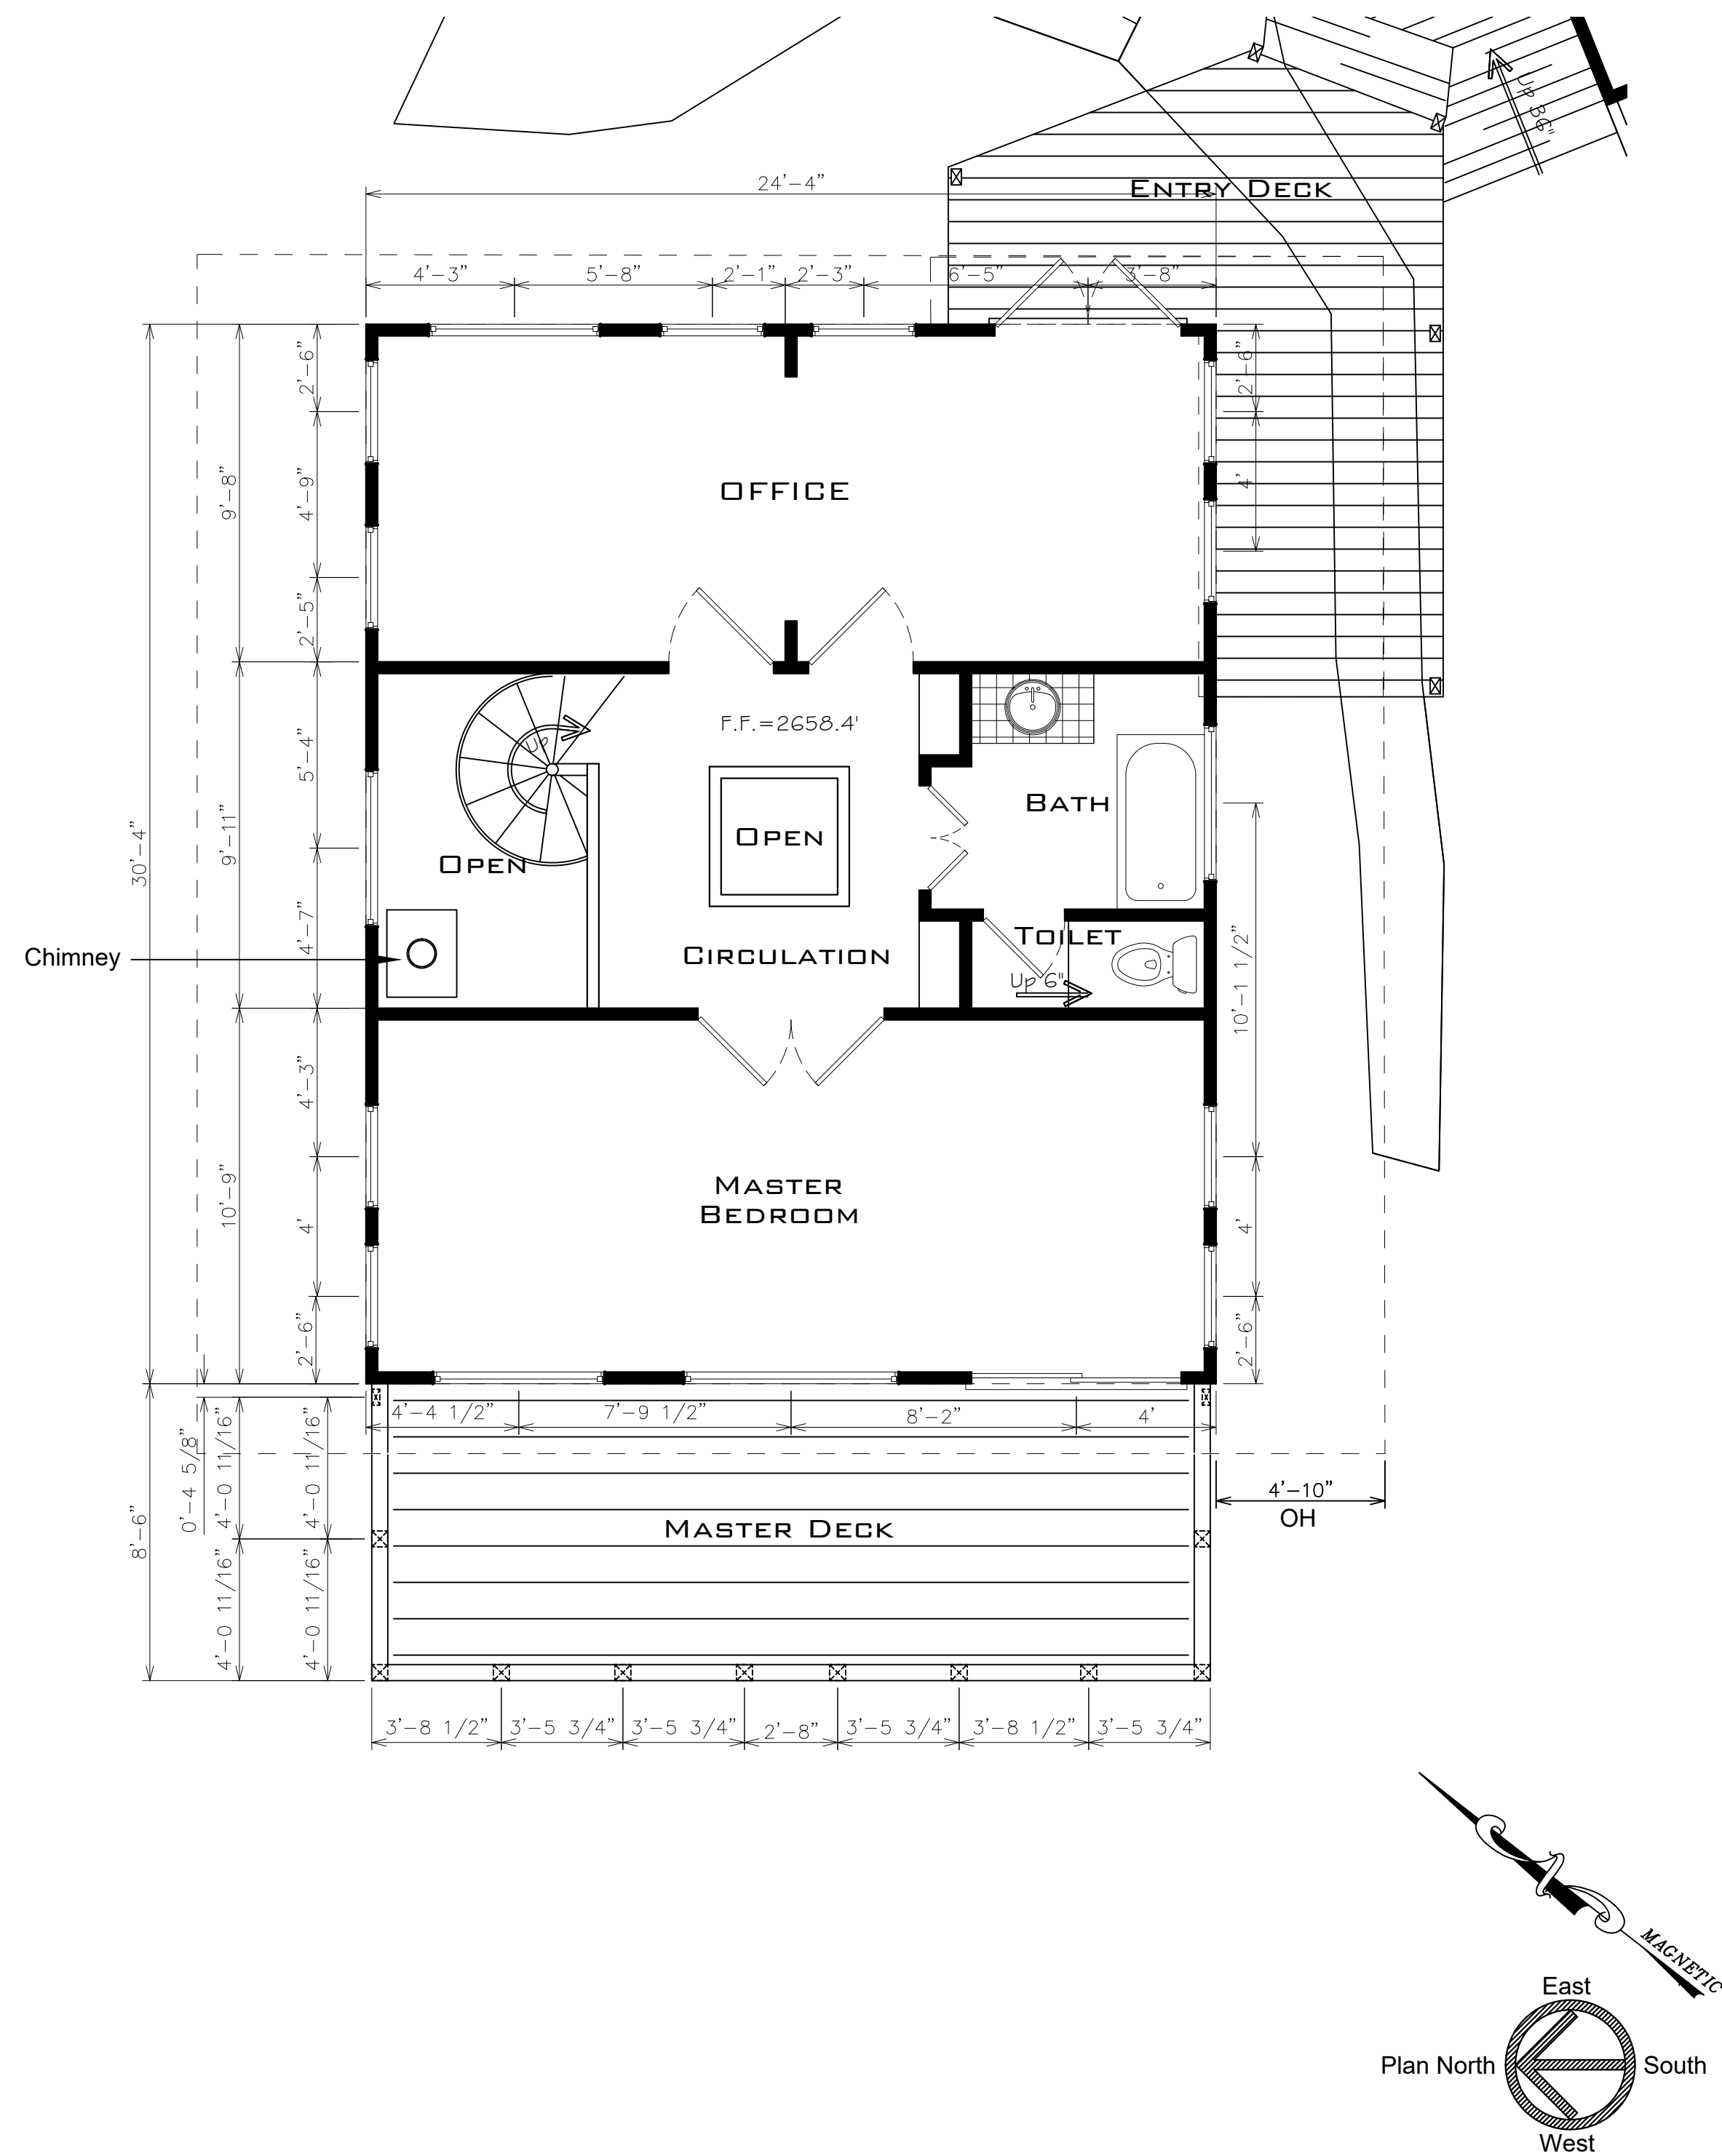 Up 36"
ENTRY DECK
24'-4"
4'-3"
5'-8"
2'-1"
2'-3"
6'-5"
3'-8"
2'-6"
2'-6"
9'-8"
4'-9"
4'
OFFICE
2'-5"
F.F.=2658.4'
Up
5'-4"
BATH
OPEN
30'-4"
9'-11"
OPEN
4'-7"
TOILET
Chimney
CIRCULATION
Up 6"
10'-1 1/2"
4'-3"
MASTER
BEDROOM
10'-9"
4'
4'
2'-6"
2'-6"
4'-4 1/2"
7'-9 1/2"
8'-2"
4'
0'-4 5/8"
4'-0 11/16"
4'-0 11/16"
4'-10"
OH
MASTER DECK
8'-6"
4'-0 11/16"
4'-0 11/16"
3'-8 1/2"
3'-5 3/4"
3'-5 3/4"
2'-8"
3'-5 3/4"
3'-8 1/2"
3'-5 3/4"
MAGNETIC
East
Plan North
South
West